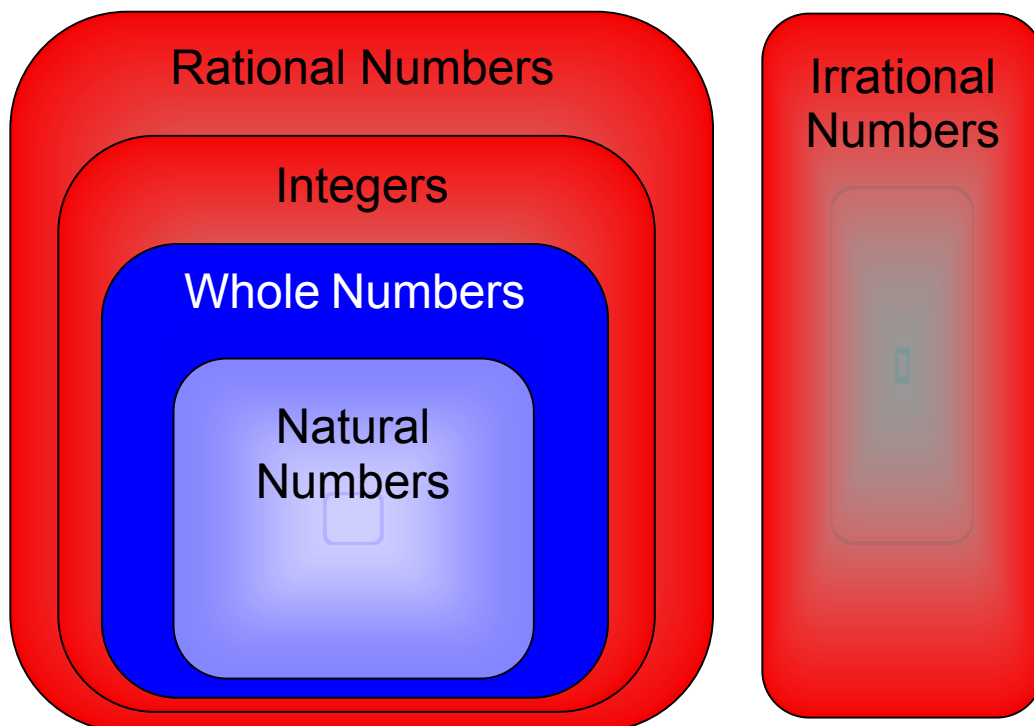 Rational Numbers
Integers
Whole Numbers
Natural
Numbers
Irrational
Numbers